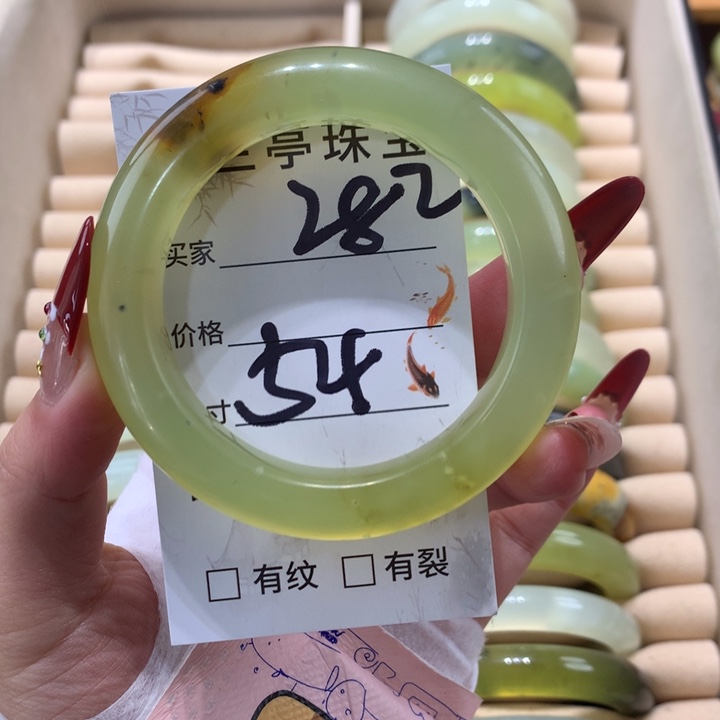 亭珠宝
买家 282
价格
寸 54
□ 有纹 □ 有裂